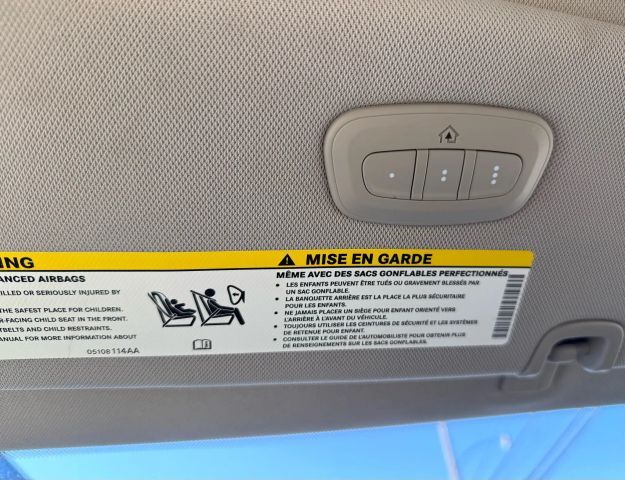 ING
ANCED AIRBAGS
ILLED OR SERIOUSLY INJURED BY
THE SAFEST PLACE FOR CHILDREN.
R-FACING CHILD SEAT IN THE FRONT.
TBELTS AND CHILD RESTRAINTS.
ANUAL FOR MORE INFORMATION ABOUT
05108114AA
MISE EN GARDE
MÊME AVEC DES SACS GONFLABLES PERFECTIONNÉS
• LES ENFANTS PEUVENT ÊTRE TUÉS OU GRAVEMENT BLESSÉS PAR
UN SAC GONFLABLE.
• LA BANQUETTE ARRIÈRE EST LA PLACE LA PLUS SÉCURITAIRE
POUR LES ENFANTS.
• NE JAMAIS PLACER UN SIÈGE POUR ENFANT ORIENTÉ VERS
L'ARRIÈRE À L'AVANT DU VÉHICULE.
• TOUJOURS UTILISER LES CEINTURES DE SÉCURITÉ ET LES SYSTÈMES
DE RETENUE POUR ENFANT.
• CONSULTER LE GUIDE DE L'AUTOMOBILISTE POUR OBTENIR PLUS
DE RENSEIGNEMENTS SUR LES SACS GONFLABLES.